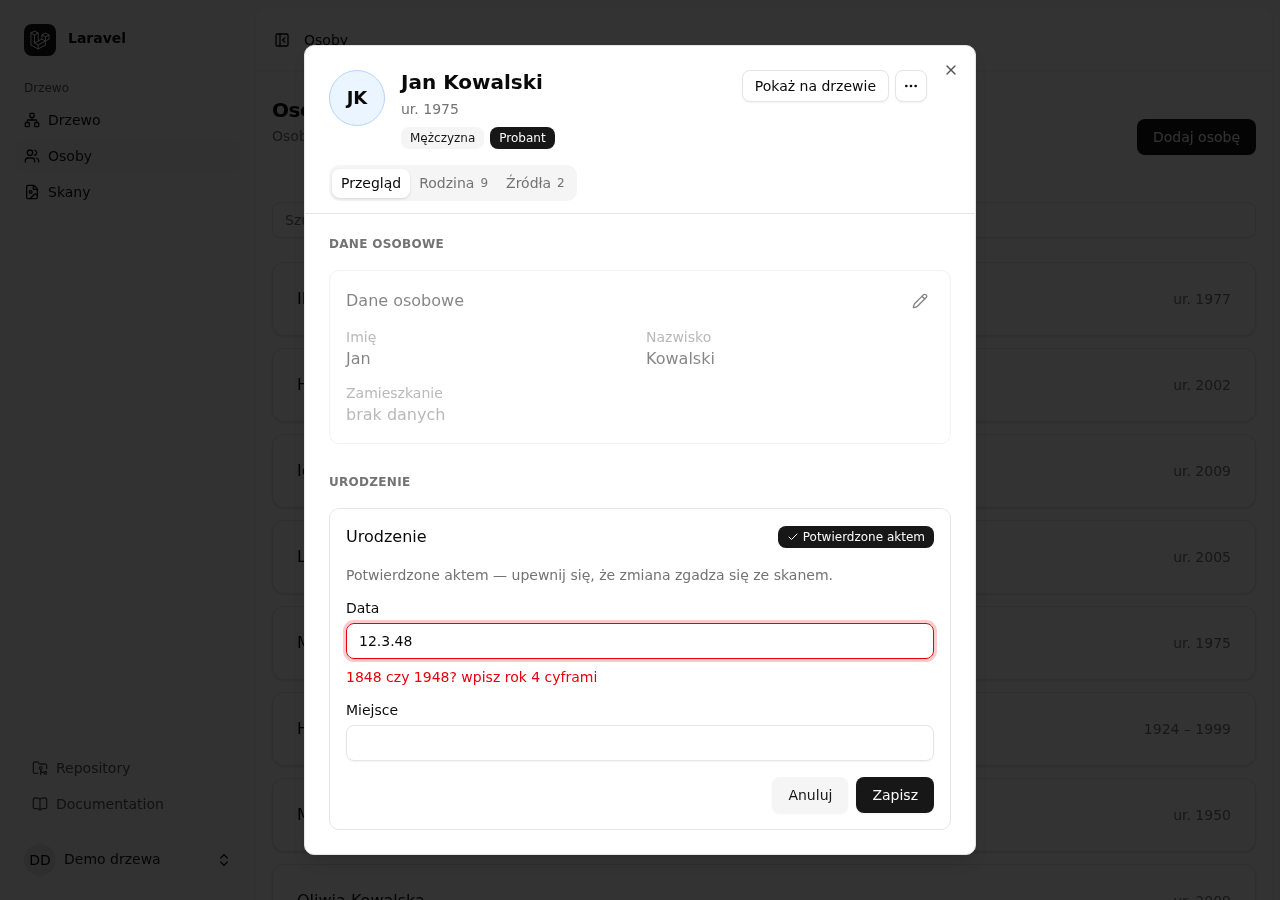 Laravel
Osoby
Drzewo
Drzewo
Osoby
Skany
Dodaj osobę
ur. 1977
ur. 2002
ur. 2009
ur. 2005
ur. 1975
1924 – 1999
ur. 1950
Repository
Documentation
DD Demo drzewa
JK
Jan Kowalski
ur. 1975
Mężczyzna Probant
Pokaż na drzewie
Przegląd Rodzina 9 Źródła 2
DANE OSOBOWE
Dane osobowe
Imię Nazwisko
Jan Kowalski
Zamieszkanie
brak danych
URODZENIE
Urodzenie Potwierdzone aktem
Potwierdzone aktem — upewnij się, że zmiana zgadza się ze skanem.
Data
12.3.48
1848 czy 1948? wpisz rok 4 cyframi
Miejsce
Anuluj Zapisz